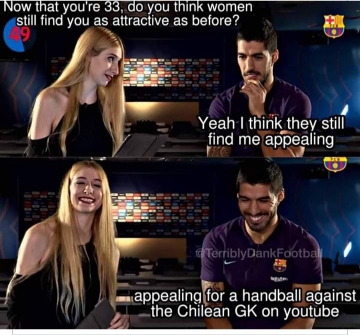 Now that you're 33, do you think women
still find you as attractive as before?
49
Yeah I think they still
find me appealing
@TerriblyDankFootball
appealing for a handball against
the Chilean GK on youtube